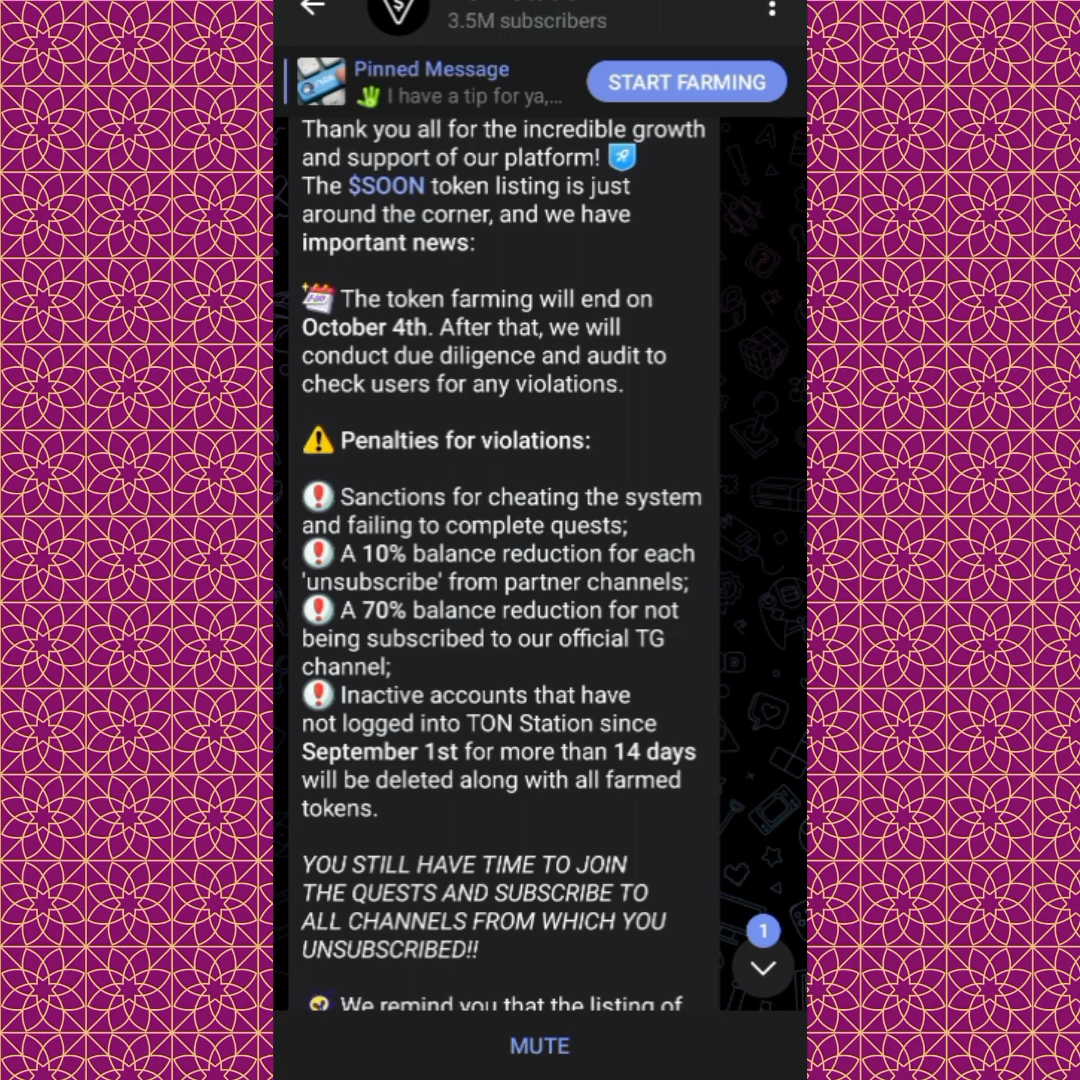 3.5M subscribers
Pinned Message
I have a tip for ya,...
START FARMING
Thank you all for the incredible growth
and support of our platform!
The $SOON token listing is just
around the corner, and we have
important news:
The token farming will end on
October 4th. After that, we will
conduct due diligence and audit to
check users for any violations.
Penalties for violations:
Sanctions for cheating the system
and failing to complete quests;
A 10% balance reduction for each
'unsubscribe' from partner channels;
A 70% balance reduction for not
being subscribed to our official TG
channel;
Inactive accounts that have
not logged into TON Station since
September 1st for more than 14 days
will be deleted along with all farmed
tokens.
YOU STILL HAVE TIME TO JOIN
THE QUESTS AND SUBSCRIBE TO
ALL CHANNELS FROM WHICH YOU
UNSUBSCRIBED!!
1
We remind you that the listing of
MUTE